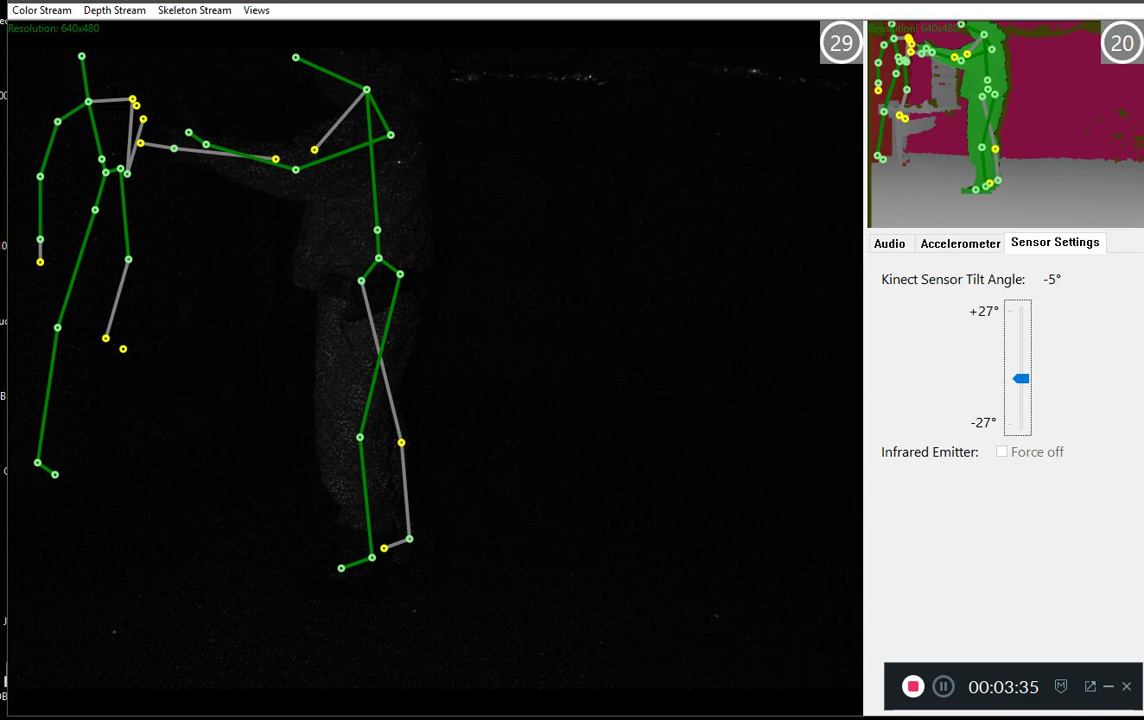 Color Stream Depth Stream Skeleton Stream Views
Resolution: 640x480
29
Resolution: 640x480
20
Audio Accelerometer Sensor Settings
Kinect Sensor Tilt Angle: -5°
+27°
-27°
Infrared Emitter: Force off
00:03:35